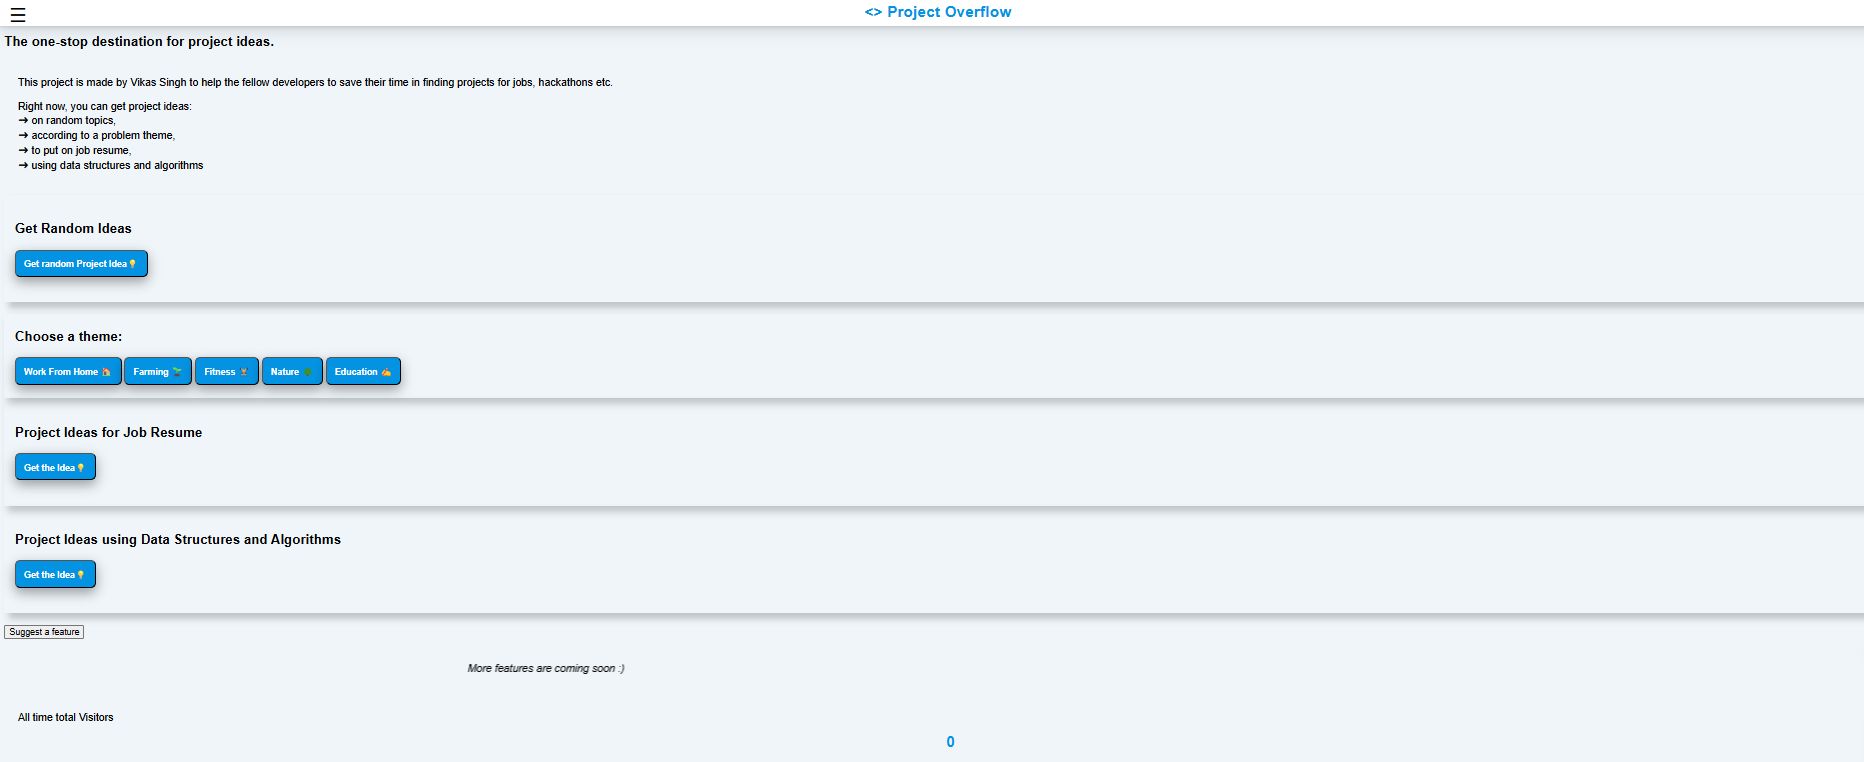 ☰
<> Project Overflow
The one-stop destination for project ideas.
This project is made by Vikas Singh to help the fellow developers to save their time in finding projects for jobs, hackathons etc.
Right now, you can get project ideas:
➝ on random topics,
➝ according to a problem theme,
➝ to put on job resume,
➝ using data structures and algorithms
Get Random Ideas
Get random Project Idea💡
Choose a theme:
Work From Home 🏠 Farming 🌱 Fitness 🏋 Nature 🌳 Education ✍
Project Ideas for Job Resume
Get the Idea💡
Project Ideas using Data Structures and Algorithms
Get the Idea💡
Suggest a feature
More features are coming soon :)
All time total Visitors
0